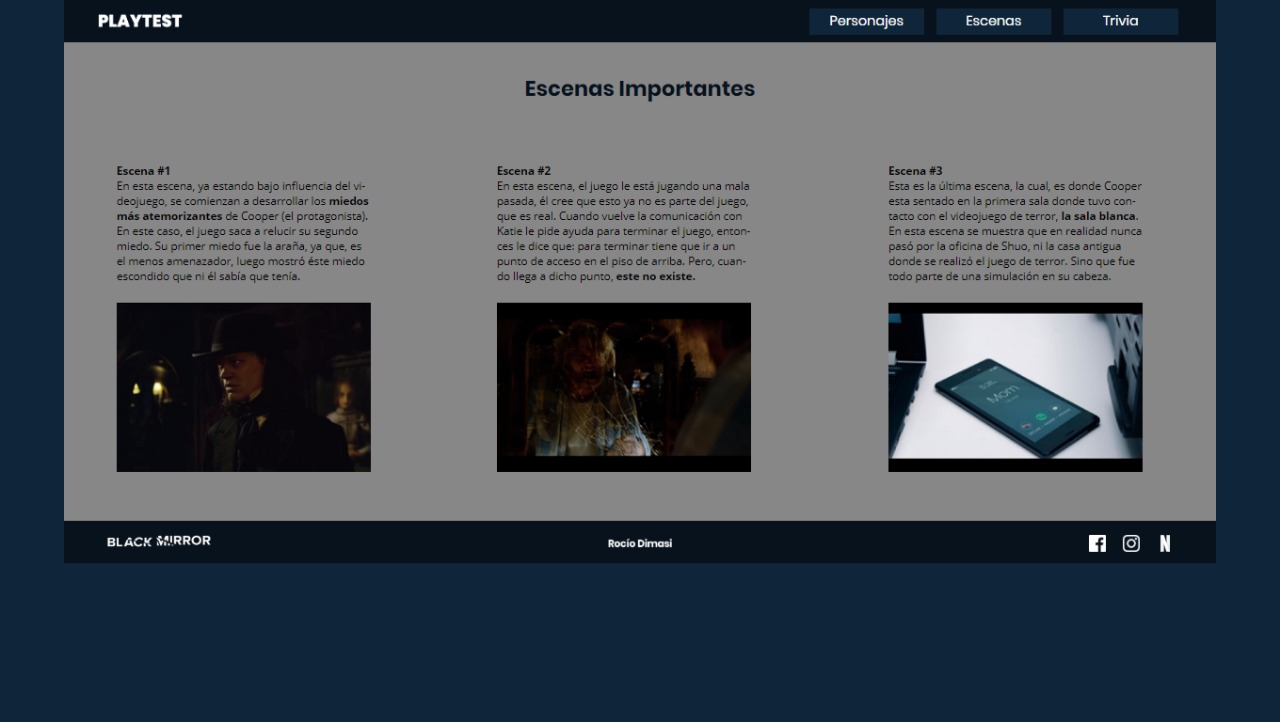 PLAYTEST
Personajes
Escenas
Trivia
Escenas Importantes
Escena #1
En esta escena, ya estando bajo influencia del vi-
deojuego, se comienzan a desarrollar los miedos
más atemorizantes de Cooper (el protagonista).
En este caso, el juego saca a relucir su segundo
miedo. Su primer miedo fue la araña, ya que, es
el menos amenazador, luego mostró éste miedo
escondido que ni él sabía que tenía.
Escena #2
En esta escena, el juego le está jugando una mala
pasada, él cree que esto ya no es parte del juego,
que es real. Cuando vuelve la comunicación con
Katie le pide ayuda para terminar el juego, enton-
ces le dice que: para terminar tiene que ir a un
punto de acceso en el piso de arriba. Pero, cuan-
do llega a dicho punto, este no existe.
Escena #3
Esta es la última escena, la cual, es donde Cooper
esta sentado en la primera sala donde tuvo con-
tacto con el videojuego de terror, la sala blanca.
En esta escena se muestra que en realidad nunca
pasó por la oficina de Shuo, ni la casa antigua
donde se realizó el juego de terror. Sino que fue
todo parte de una simulación en su cabeza.
Mom
BLACK MIRROR
Rocío Dimasi
N